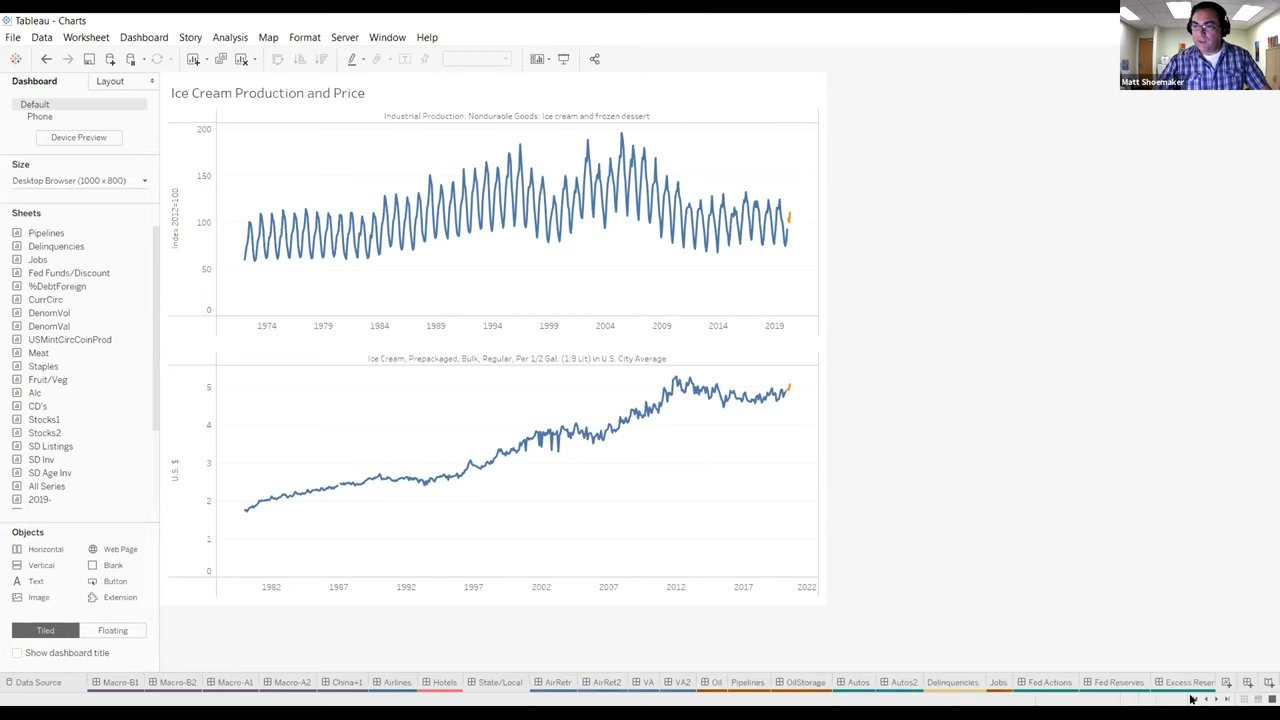 Tableau - Charts
File Data Worksheet Dashboard Story Analysis Map Format Server Window Help
Dashboard Layout
Default
Phone
Device Preview
Size
Desktop Browser (1000 x 800)
Sheets
Pipelines
Delinquencies
Jobs
Fed Funds/Discount
%DebtForeign
CurrCirc
DenomVol
DenomVal
USMintCircCoinProd
Meat
Staples
Fruit/Veg
Alc
CD's
Stocks1
Stocks2
SD Listings
SD Inv
SD Age Inv
All Series
2019-
Objects
Horizontal Web Page
Vertical Blank
Text Button
Image Extension
Tiled Floating
Show dashboard title
Ice Cream Production and Price
Industrial Production: Nondurable Goods: Ice cream and frozen dessert
Index 2012=100
200
150
100
50
0
1974 1979 1984 1989 1994 1999 2004 2009 2014 2019
Ice Cream, Prepackaged, Bulk, Regular, Per 1/2 Gal. (1.9 Lit) in U.S. City Average
U.S. $
5
4
3
2
1
0
1982 1987 1992 1997 2002 2007 2012 2017 2022
Matt Shoemaker
Data Source Macro-B1 Macro-B2 Macro-A1 Macro-A2 China+1 Airlines Hotels State/Local AirRetr AirRet2 VA VA2 Oil Pipelines OilStorage Autos Autos2 Delinquencies Jobs Fed Actions Fed Reserves Excess Reser